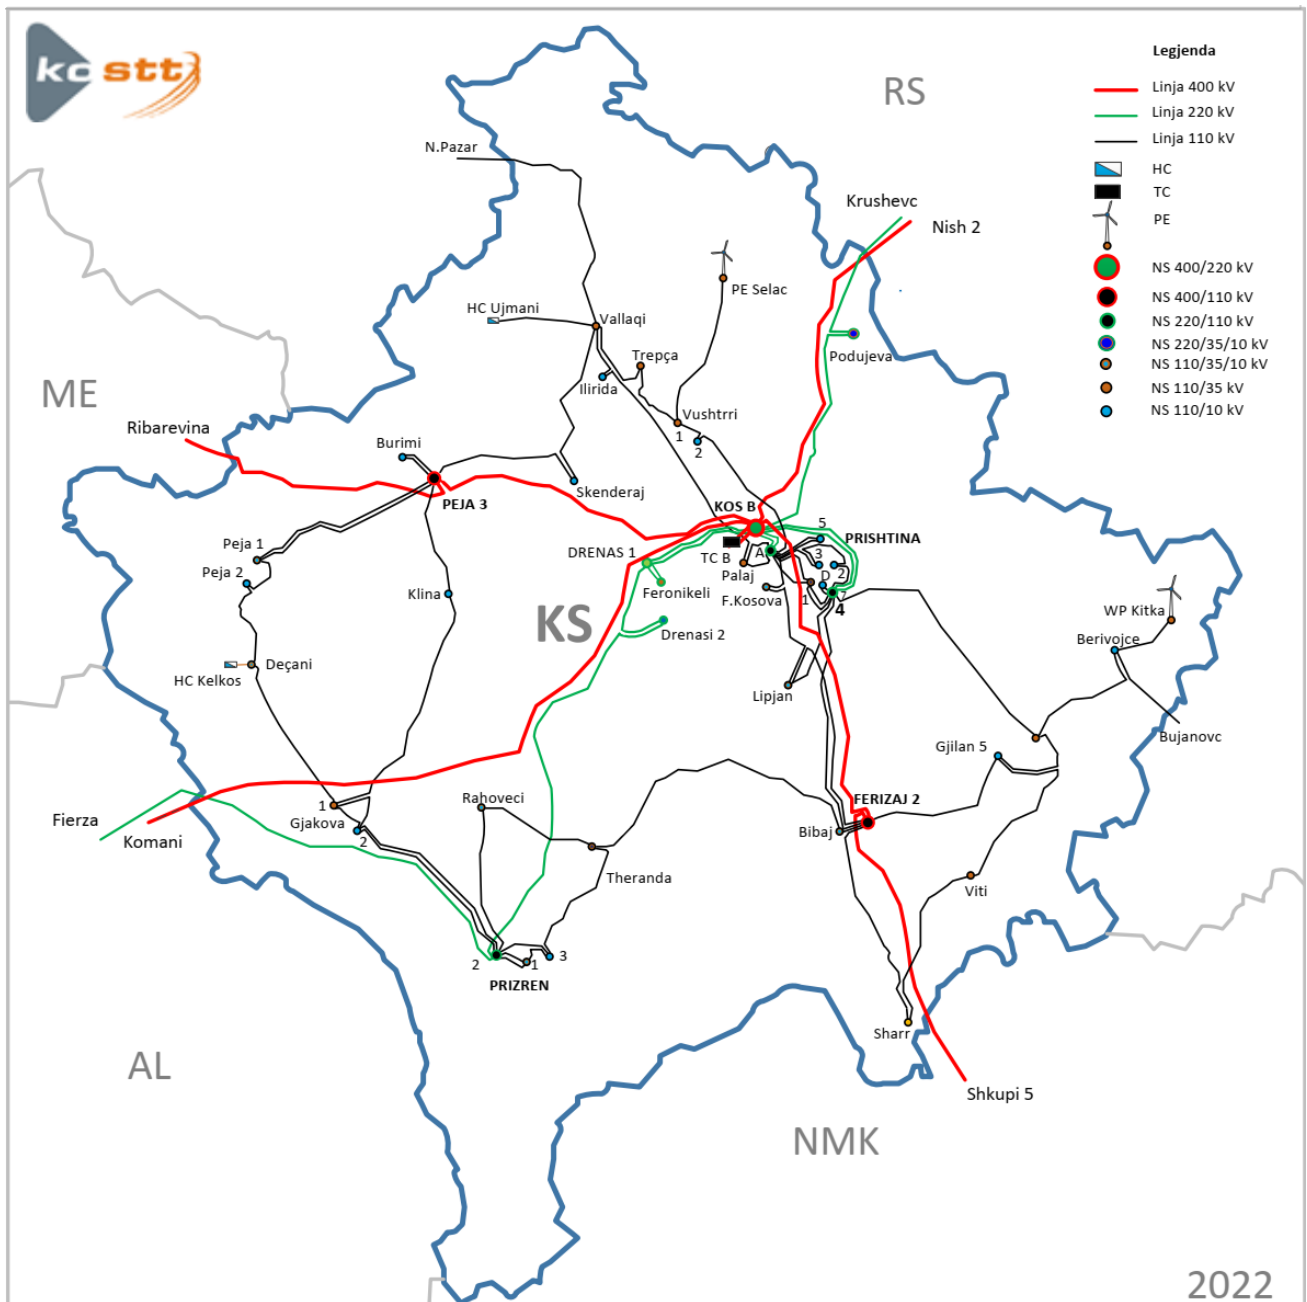 kostt
RS
Legjenda
Linja 400 kV
Linja 220 kV
Linja 110 kV
HC
TC
PE
NS 400/220 kV
NS 400/110 kV
NS 220/110 kV
NS 220/35/10 kV
NS 110/35/10 kV
NS 110/35 kV
NS 110/10 kV
N.Pazar
Krushevc
Nish 2
PE Selac
HC Ujmani
Vallaqi
Trepça
Podujeva
Ilirida
ME
Ribarevina
Burimi
Vushtrri
1
2
Skenderaj
PEJA 3
KOS B
5
PRISHTINA
Peja 1
DRENAS 1
TC B
A
3
Peja 2
Palaj
D
2
Klina
Feronikeli
F.Kosova
1
7
4
WP Kitka
KS
Drenasi 2
Berivojce
Deçani
HC Kelkos
Lipjan
Bujanovc
Gjilan 5
Rahoveci
FERIZAJ 2
1
Gjakova
Fierza
Komani
2
Bibaj
Theranda
Viti
2
1
3
PRIZREN
Sharr
AL
Shkupi 5
NMK
2022